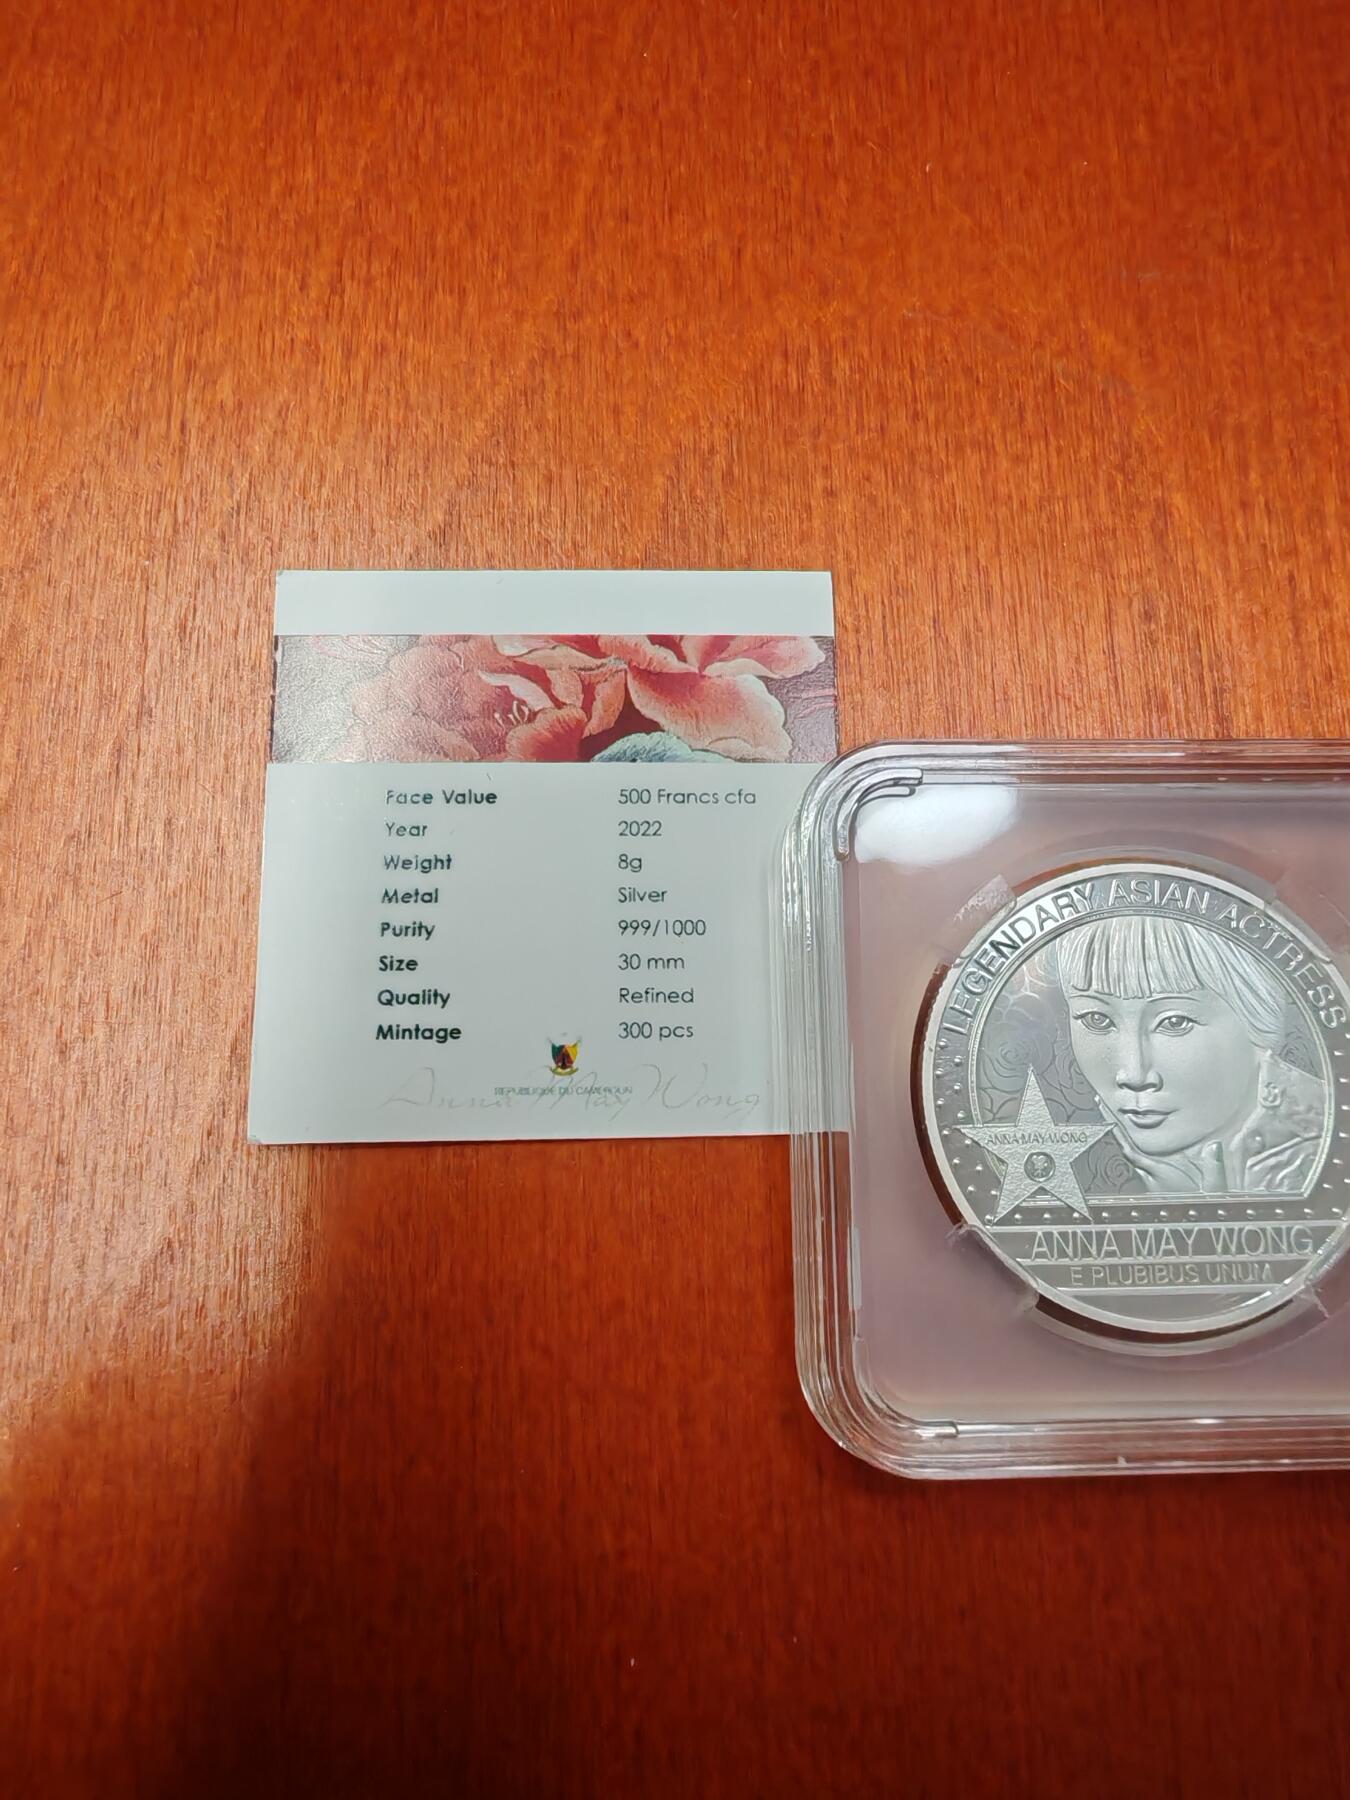 Face Value 500 Francs cfa
Year 2022
Weight 8g
Metal Silver
Purity 999/1000
Size 30 mm
Quality Refined
Mintage 300 pcs
REPUBLIQUE DU CAMEROUN
Anna May Wong
LEGENDARY ASIAN ACTRESS
ANNA MAY WONG
ANNA MAY WONG
E PLUBIBUS UNUM